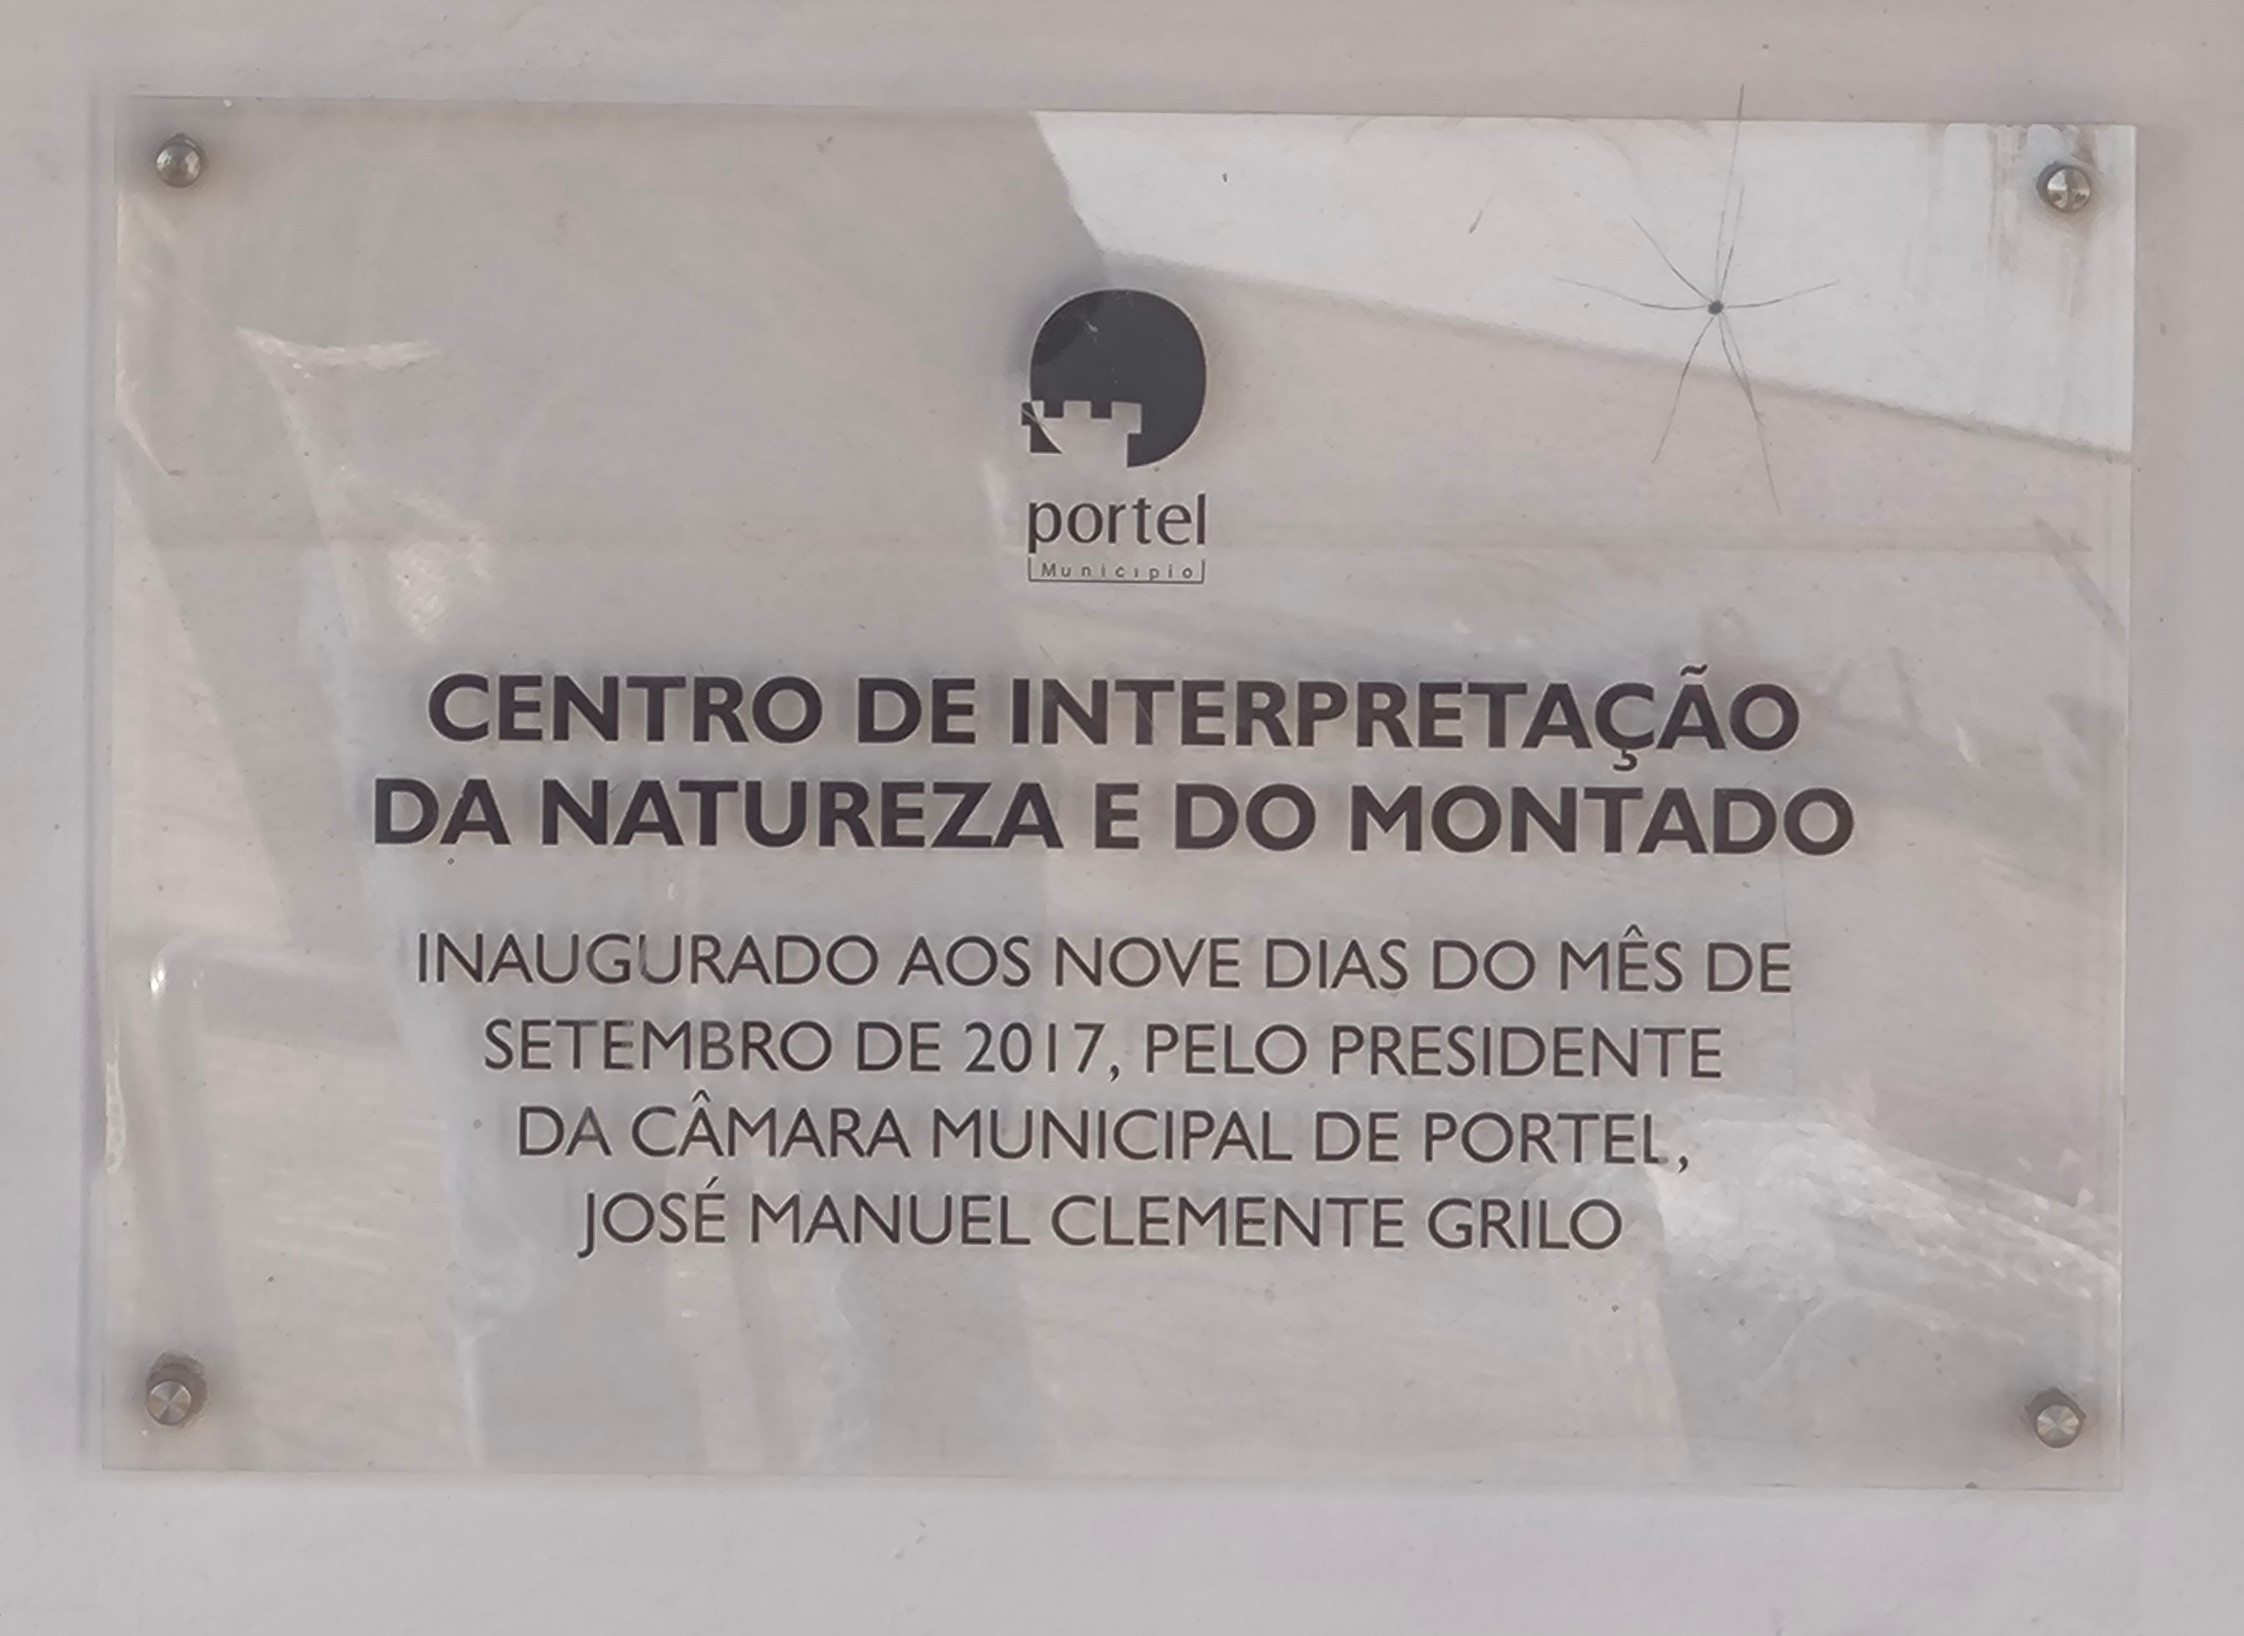 portel
Município
CENTRO DE INTERPRETAÇÃO
DA NATUREZA E DO MONTADO
INAUGURADO AOS NOVE DIAS DO MÊS DE
SETEMBRO DE 2017, PELO PRESIDENTE
DA CÂMARA MUNICIPAL DE PORTEL,
JOSÉ MANUEL CLEMENTE GRILO